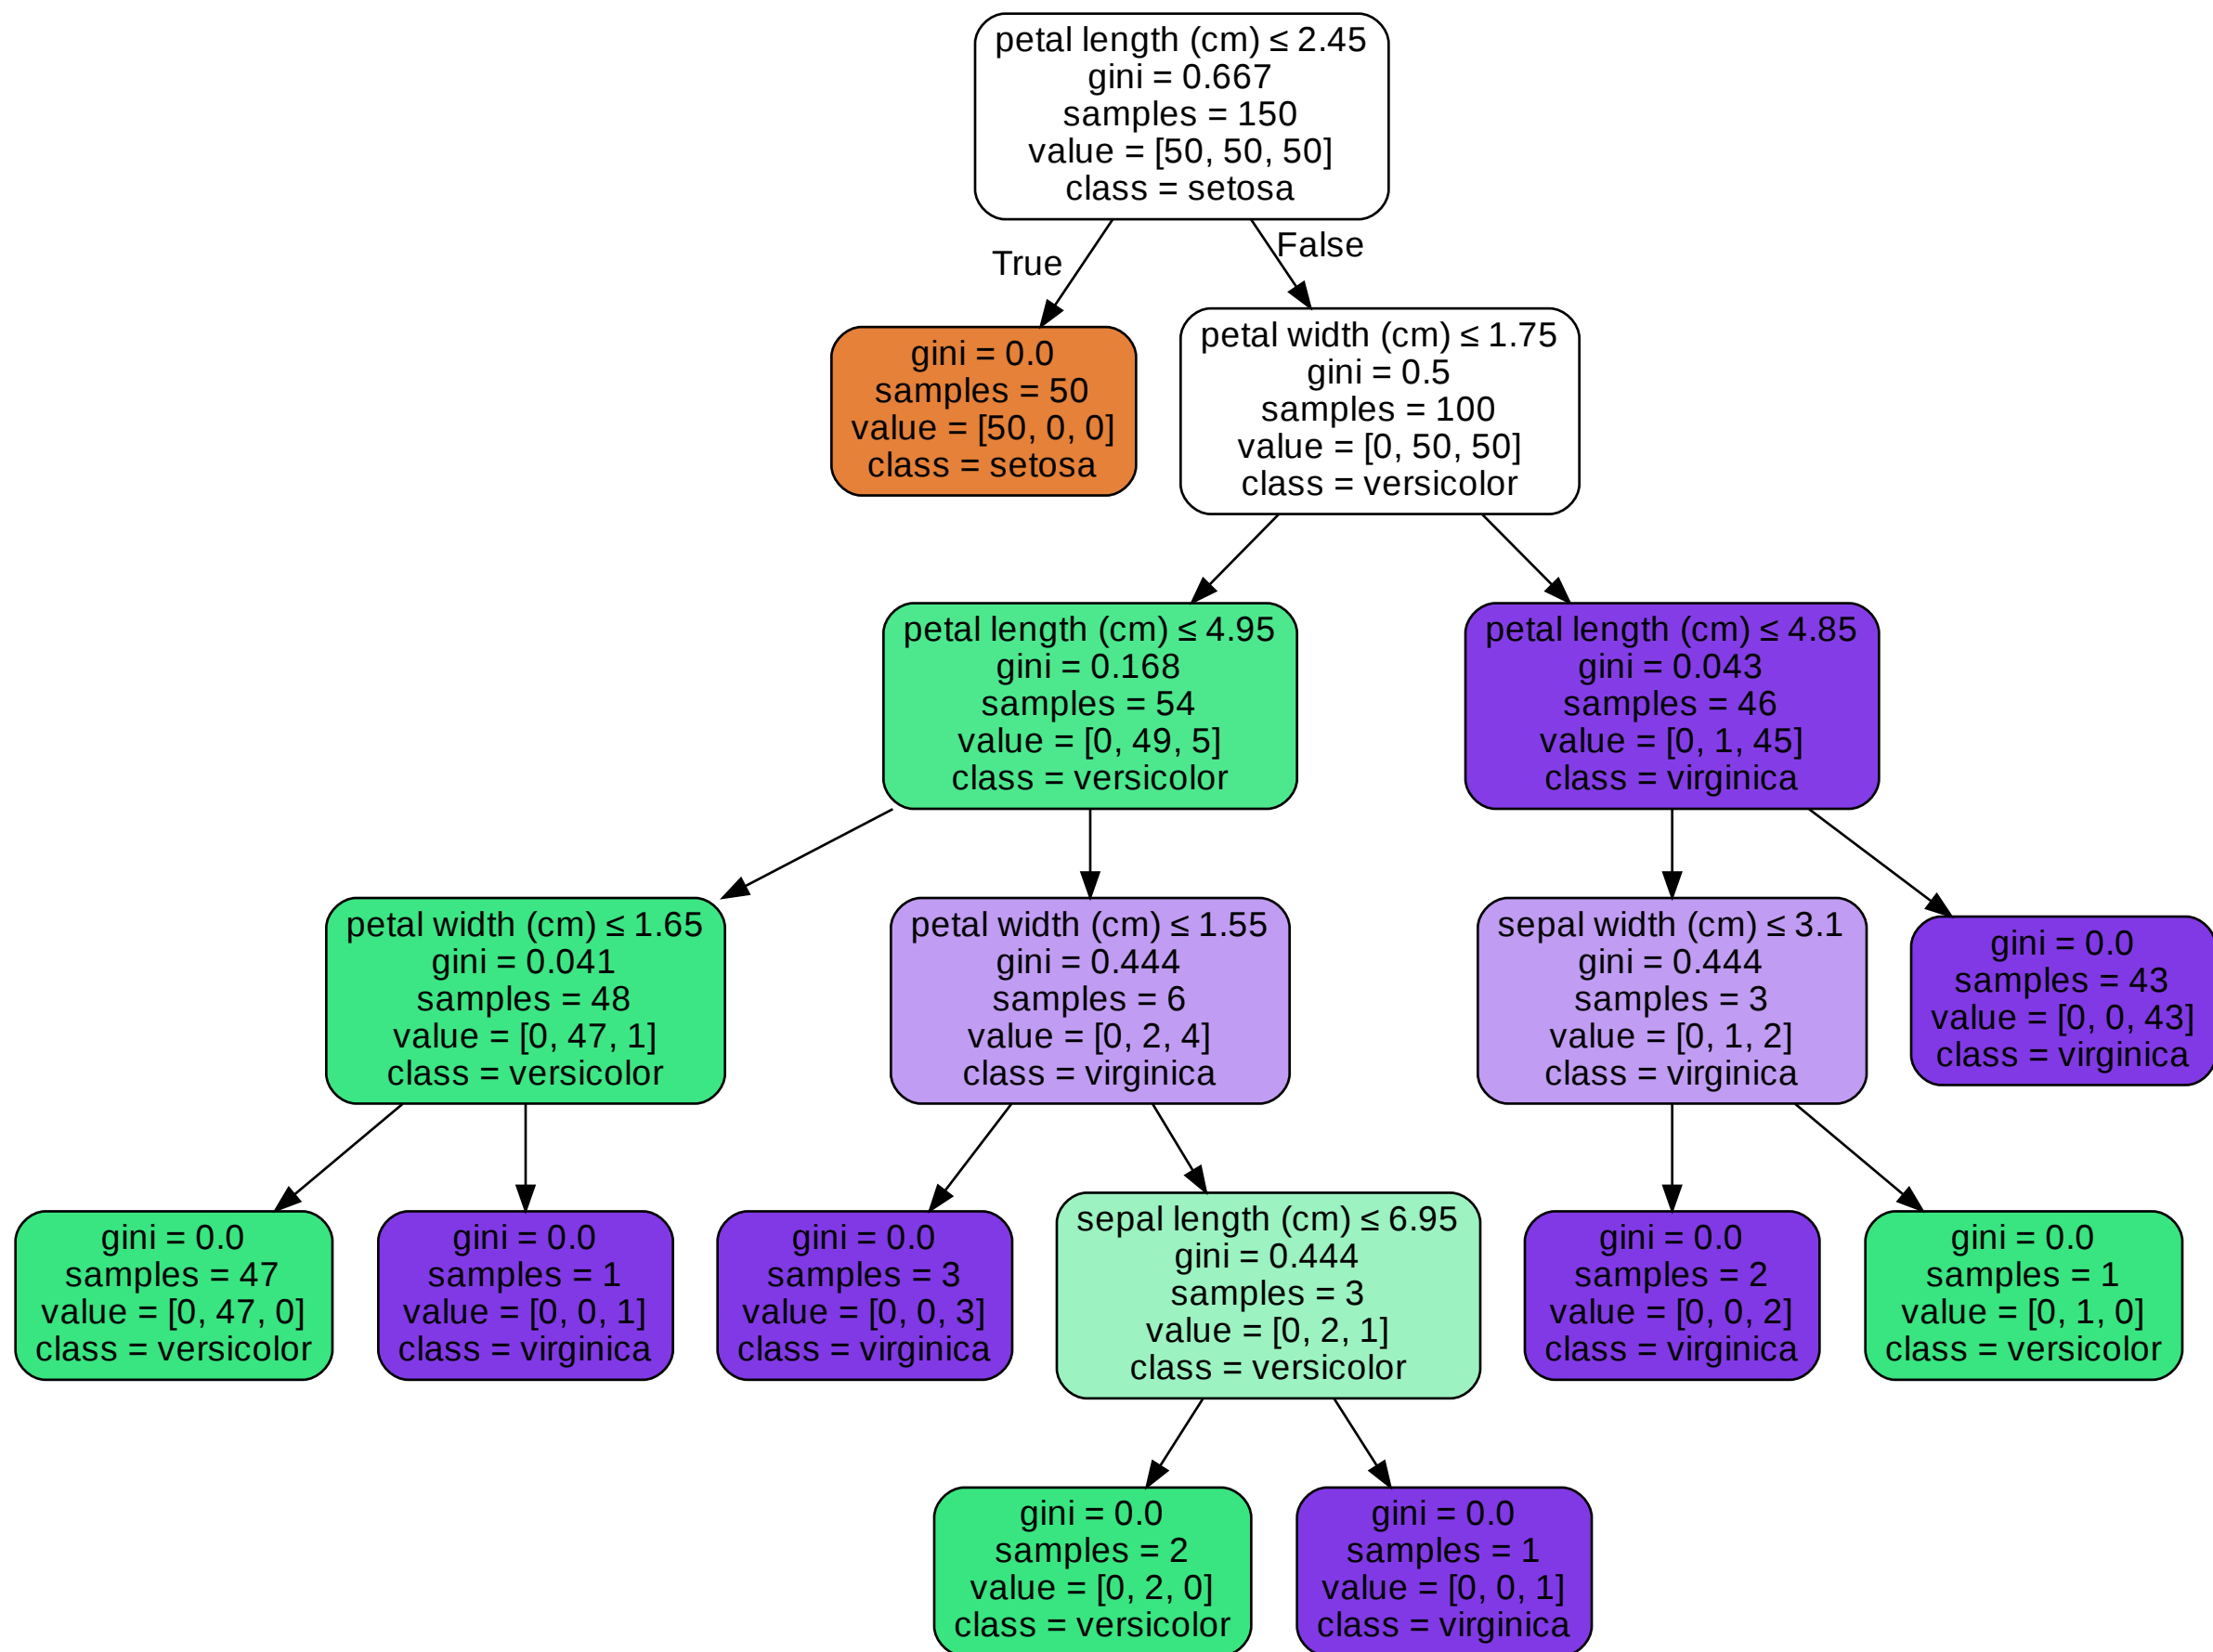 petal length (cm) ≤ 2.45
gini = 0.667
samples = 150
value = [50, 50, 50]
class = setosa
True
False
gini = 0.0
samples = 50
value = [50, 0, 0]
class = setosa
petal width (cm) ≤ 1.75
gini = 0.5
samples = 100
value = [0, 50, 50]
class = versicolor
petal length (cm) ≤ 4.95
gini = 0.168
samples = 54
value = [0, 49, 5]
class = versicolor
petal length (cm) ≤ 4.85
gini = 0.043
samples = 46
value = [0, 1, 45]
class = virginica
petal width (cm) ≤ 1.65
gini = 0.041
samples = 48
value = [0, 47, 1]
class = versicolor
petal width (cm) ≤ 1.55
gini = 0.444
samples = 6
value = [0, 2, 4]
class = virginica
sepal width (cm) ≤ 3.1
gini = 0.444
samples = 3
value = [0, 1, 2]
class = virginica
gini = 0.0
samples = 43
value = [0, 0, 43]
class = virginica
gini = 0.0
samples = 47
value = [0, 47, 0]
class = versicolor
gini = 0.0
samples = 1
value = [0, 0, 1]
class = virginica
gini = 0.0
samples = 3
value = [0, 0, 3]
class = virginica
sepal length (cm) ≤ 6.95
gini = 0.444
samples = 3
value = [0, 2, 1]
class = versicolor
gini = 0.0
samples = 2
value = [0, 0, 2]
class = virginica
gini = 0.0
samples = 1
value = [0, 1, 0]
class = versicolor
gini = 0.0
samples = 2
value = [0, 2, 0]
class = versicolor
gini = 0.0
samples = 1
value = [0, 0, 1]
class = virginica